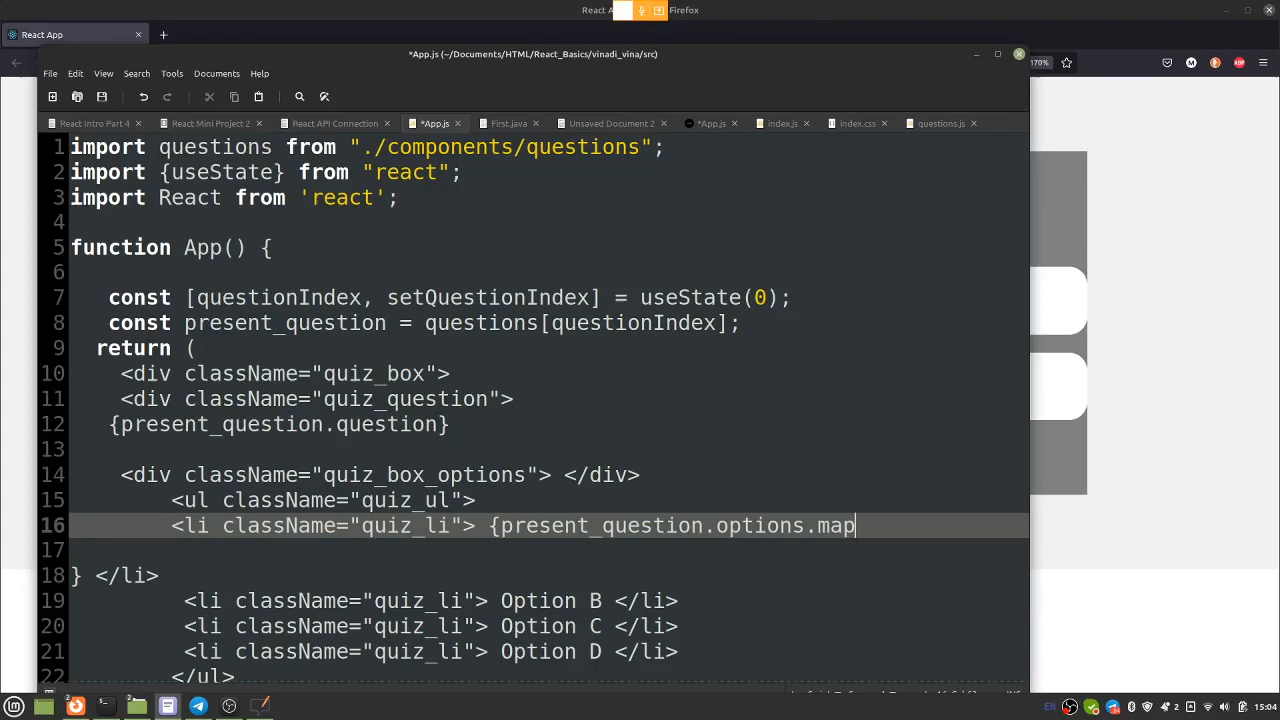 React A
Firefox
React App
*App.js (~/Documents/HTML/React_Basics/vinadi_vina/src)
170%
File Edit View Search Tools Documents Help
React Intro Part 4 React Mini Project 2 React API Connection *App.js First.java Unsaved Document 2 *App.js index.js index.css questions.js
1 import questions from "./components/questions";
2 import {useState} from "react";
3 import React from 'react';
4
5 function App() {
6
7 const [questionIndex, setQuestionIndex] = useState(0);
8 const present_question = questions[questionIndex];
9 return (
10 <div className="quiz_box">
11 <div className="quiz_question">
12 {present_question.question}
13
14 <div className="quiz_box_options"> </div>
15 <ul className="quiz_ul">
16 <li className="quiz_li"> {present_question.options.map
17
18 } </li>
19 <li className="quiz_li"> Option B </li>
20 <li className="quiz_li"> Option C </li>
21 <li className="quiz_li"> Option D </li>
22 </ul>
EN 2 15:04